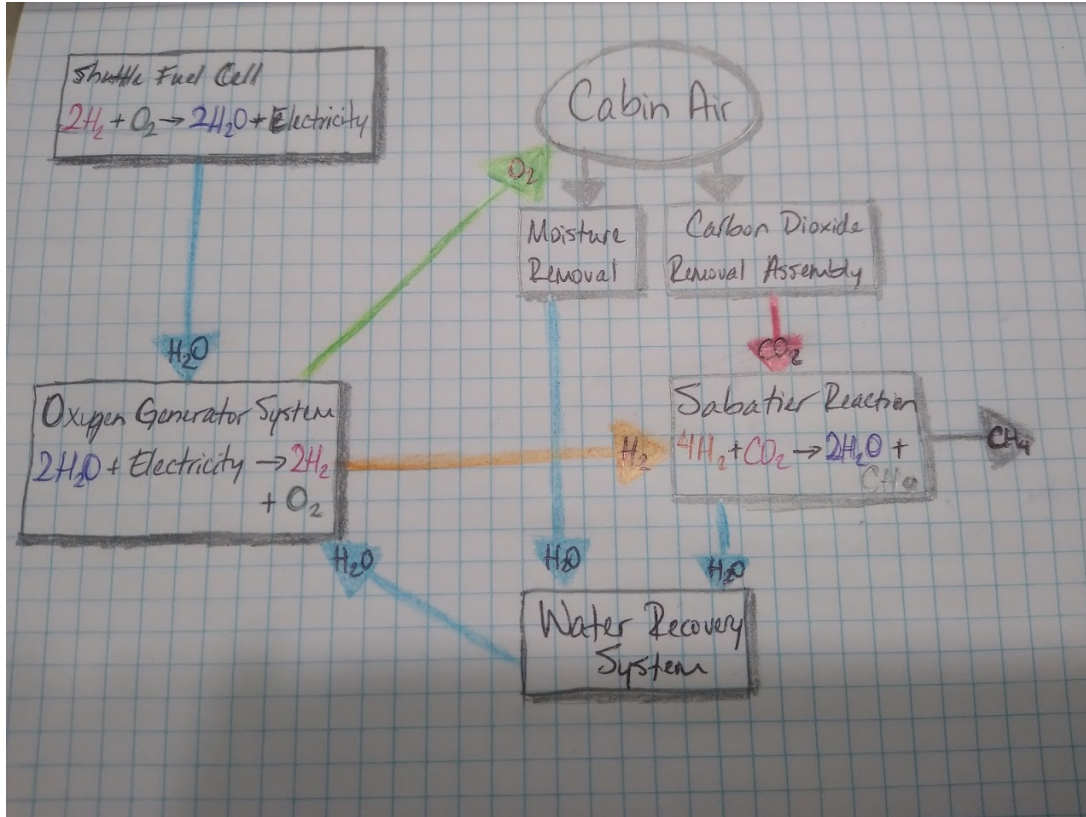 Shuttle Fuel Cell
2H₂ + O₂ → 2H₂O + Electricity
Cabin Air
O₂
Moisture
Removal
Carbon Dioxide
Removal Assembly
H₂O
CO₂
Oxygen Generator System
2H₂O + Electricity → 2H₂
+ O₂
H₂
Sabatier Reaction
4H₂ + CO₂ → 2H₂O +
CH₄
CH₄
H₂O
H₂O
H₂O
Water Recovery
System